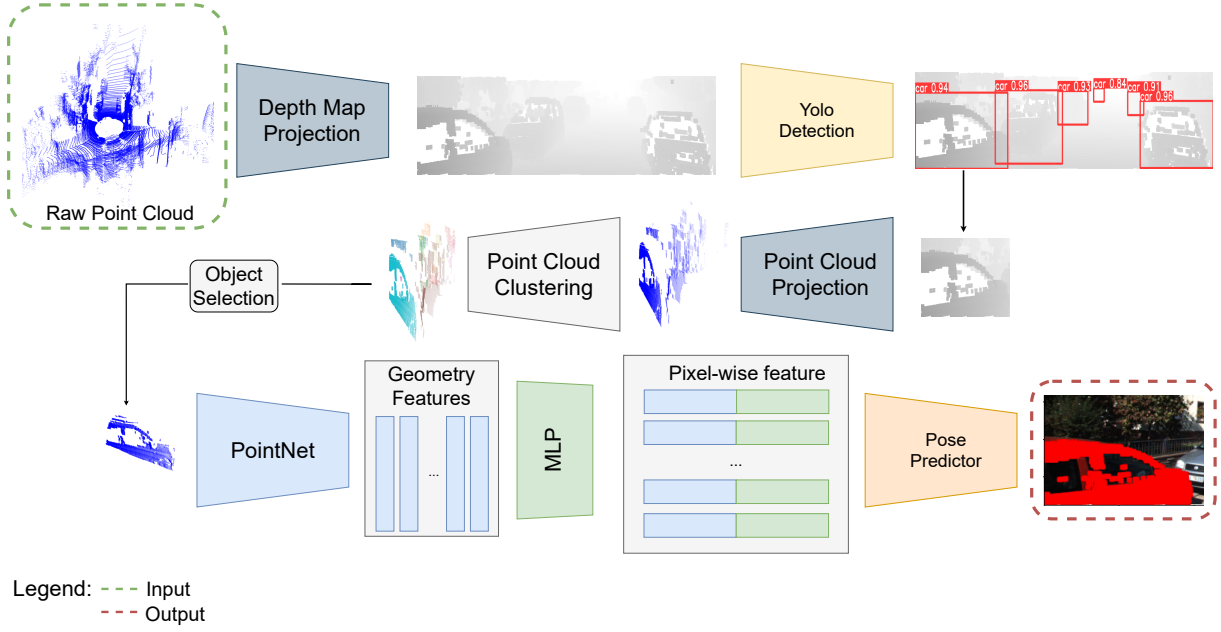 Raw Point Cloud
Depth Map
Projection
Yolo
Detection
car 0.94
car 0.96
car 0.93
car 0.84
car 0.91
car 0.96
Object
Selection
Point Cloud
Clustering
Point Cloud
Projection
PointNet
Geometry
Features
...
MLP
Pixel-wise feature
...
Pose
Predictor
Legend:
Input
Output